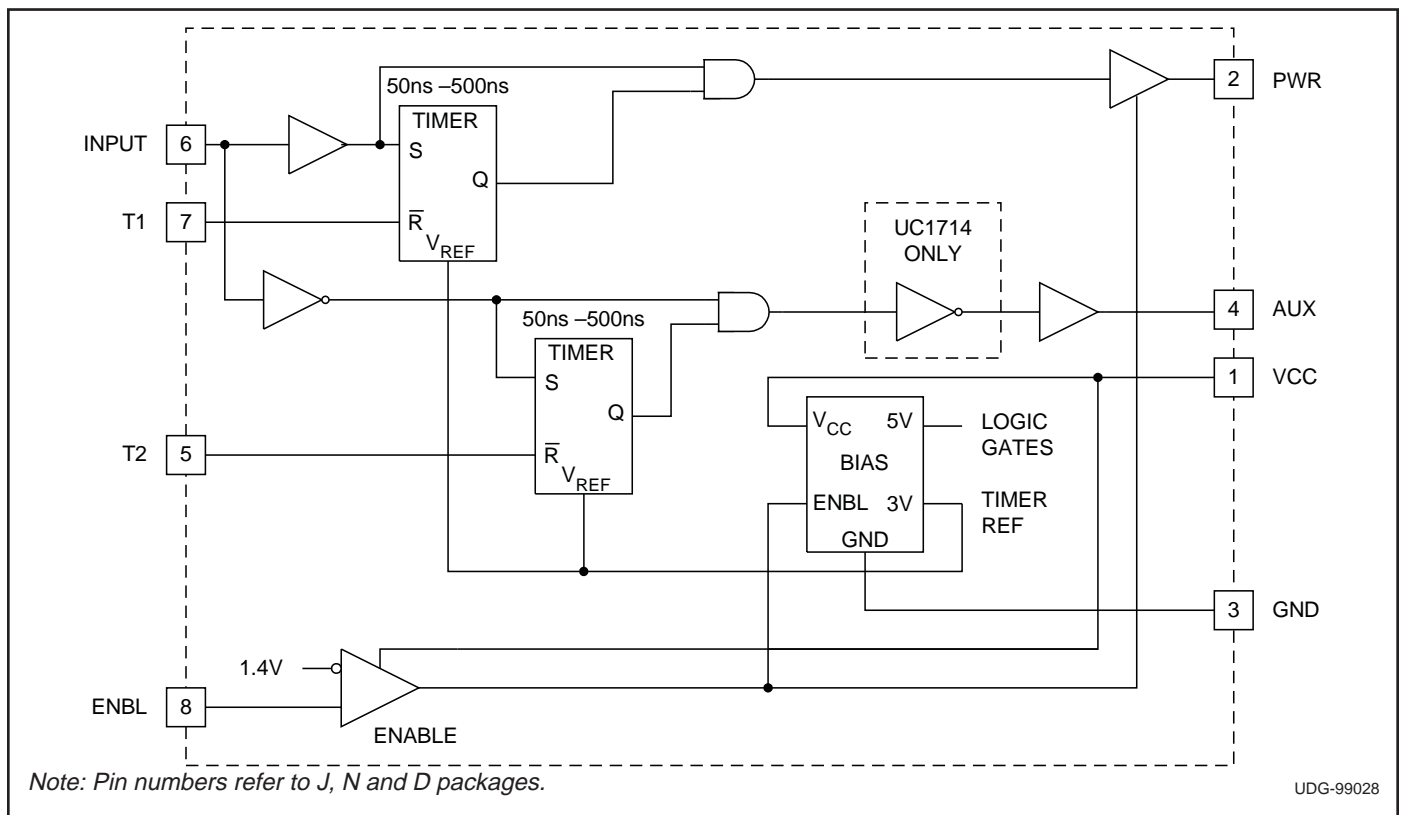 50ns –500ns
2
PWR
TIMER
INPUT
6
S
Q
T1
7
R̅
VREF
UC1714
ONLY
50ns –500ns
4
AUX
TIMER
1
VCC
S
Q
VCC
5V
LOGIC
GATES
BIAS
T2
5
R̅
VREF
ENBL
3V
TIMER
REF
GND
3
GND
1.4V
ENBL
8
ENABLE
Note: Pin numbers refer to J, N and D packages.
UDG-99028